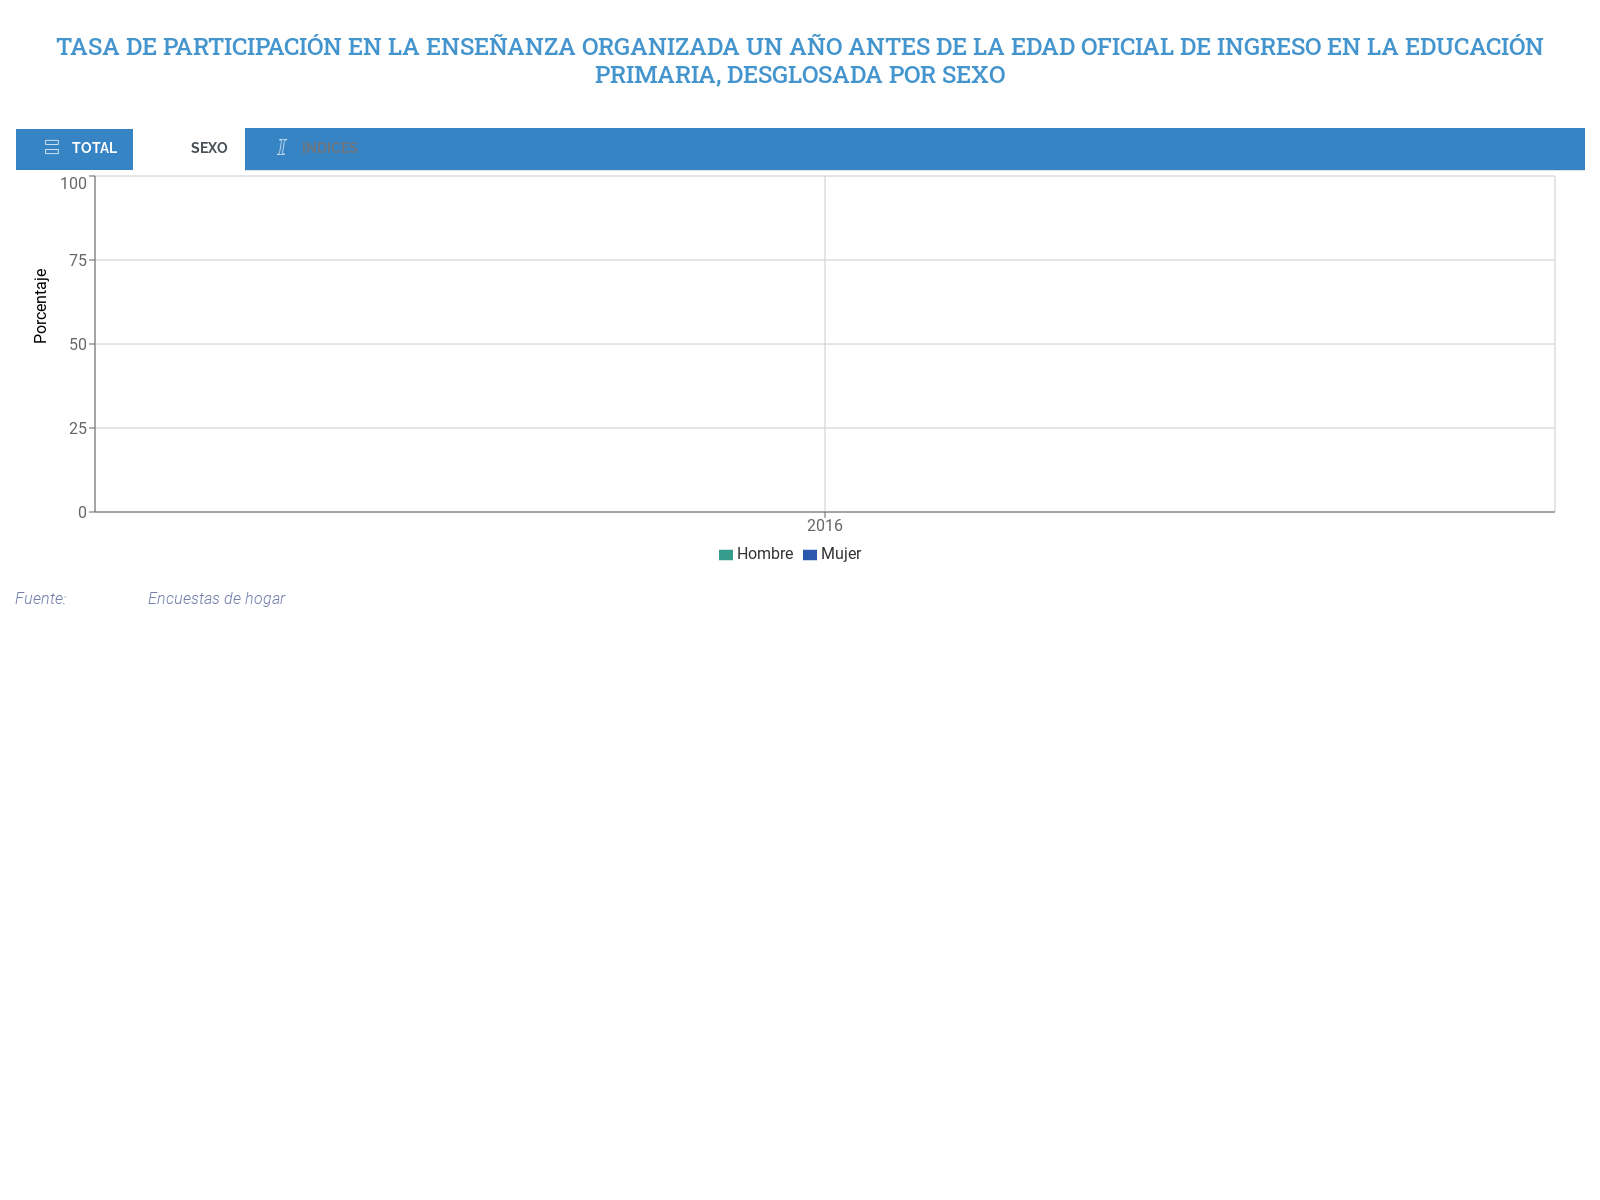 TASA DE PARTICIPACIÓN EN LA ENSEÑANZA ORGANIZADA UN AÑO ANTES DE LA EDAD OFICIAL DE INGRESO EN LA EDUCACIÓN
PRIMARIA, DESGLOSADA POR SEXO
TOTAL SEXO ÍNDICES
100
75
50
25
0
Porcentaje
2016
Hombre Mujer
Fuente: Encuestas de hogar